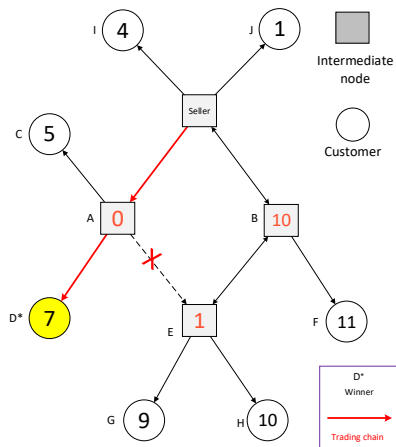 I
4
J
1
Intermediate
node
Seller
C
5
Customer
A
0
B
10
D*
7
E
1
F
11
G
9
H
10
D*
Winner
Trading chain